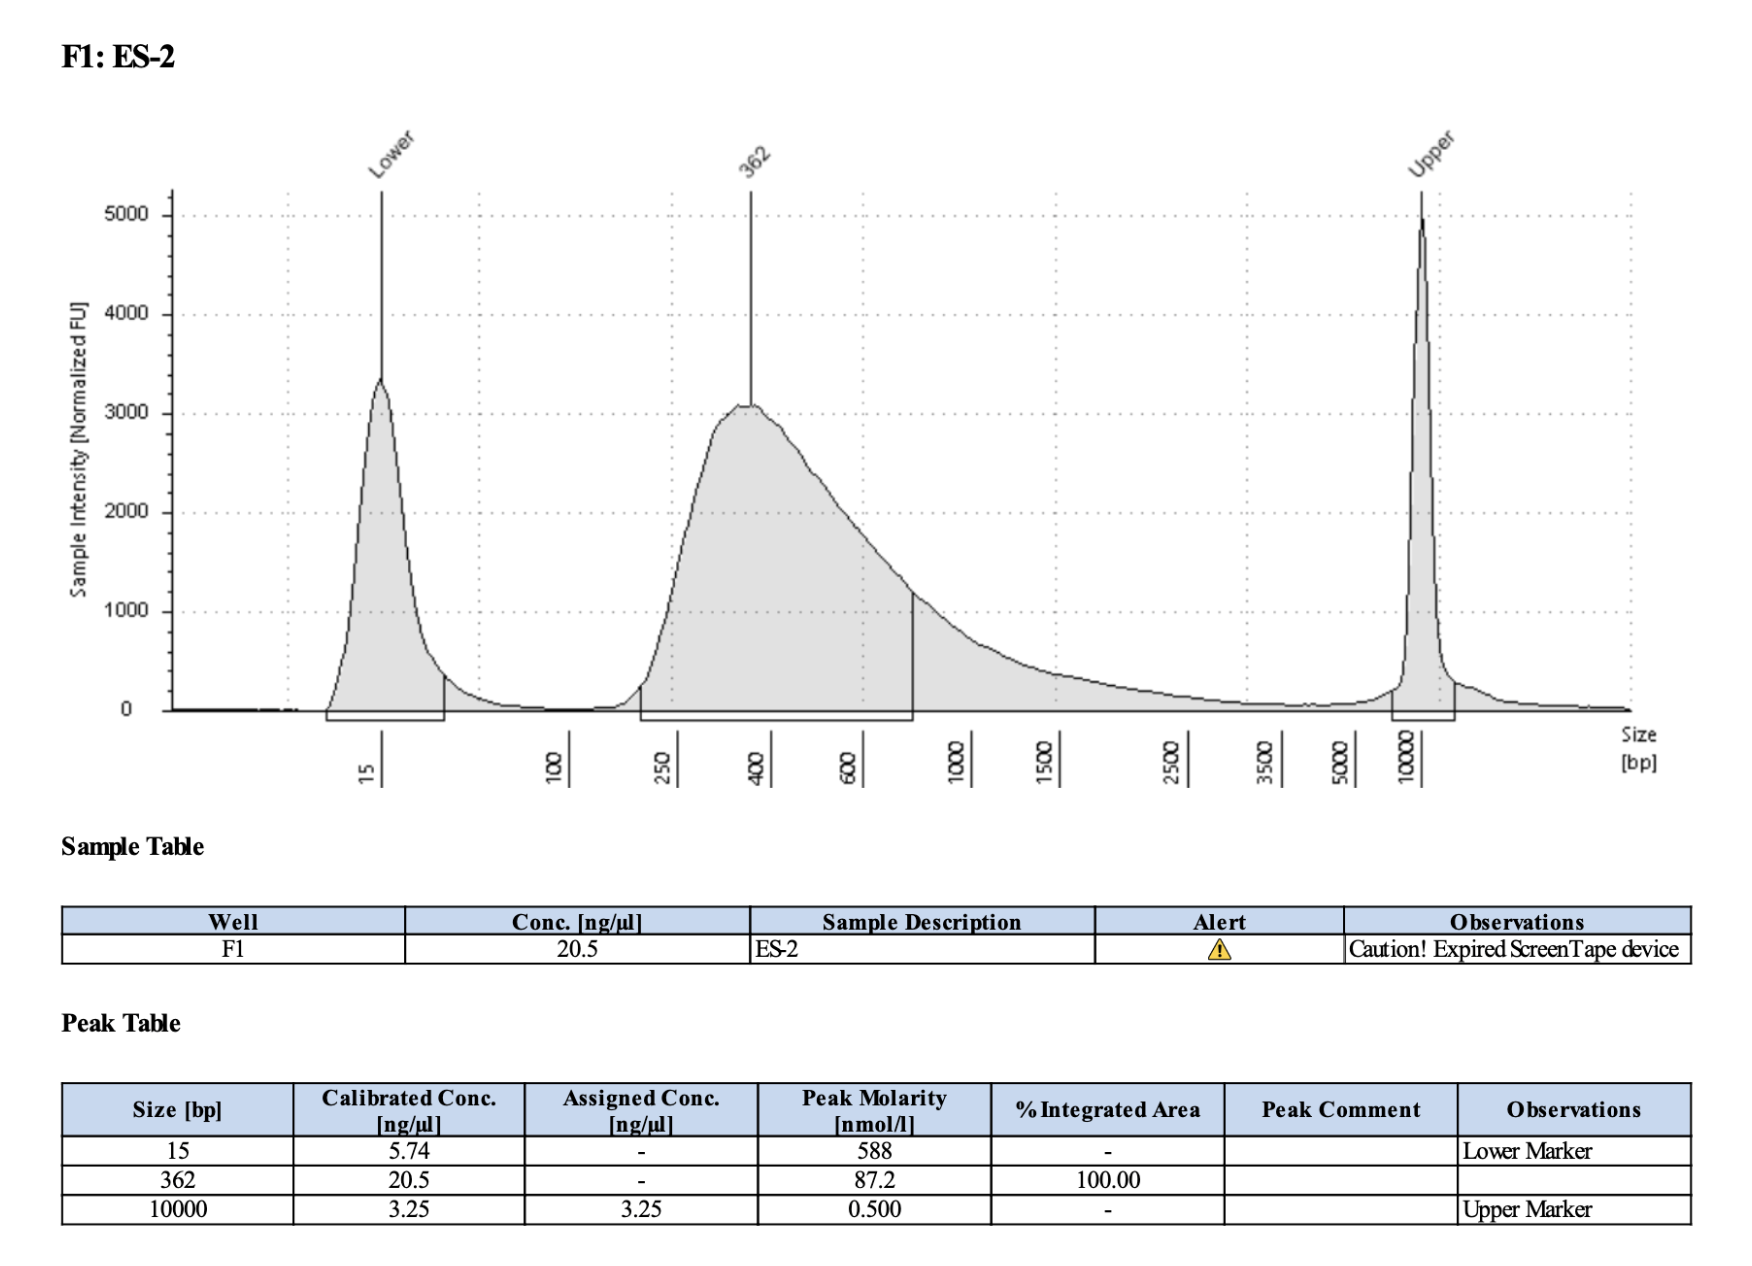 F1: ES-2
Lower
362
Upper
Sample Intensity [Normalized FU]
5000
4000
3000
2000
1000
0
15
100
250
400
600
1000
1500
2500
3500
5000
10000
Size
[bp]
Sample Table
Well Conc. [ng/µl] Sample Description Alert Observations
F1 20.5 ES-2 Caution! Expired ScreenTape device
Peak Table
Size [bp] Calibrated Conc. [ng/µl] Assigned Conc. [ng/µl] Peak Molarity [nmol/l] % Integrated Area Peak Comment Observations
15 5.74 - 588 - Lower Marker
362 20.5 - 87.2 100.00
10000 3.25 3.25 0.500 - Upper Marker